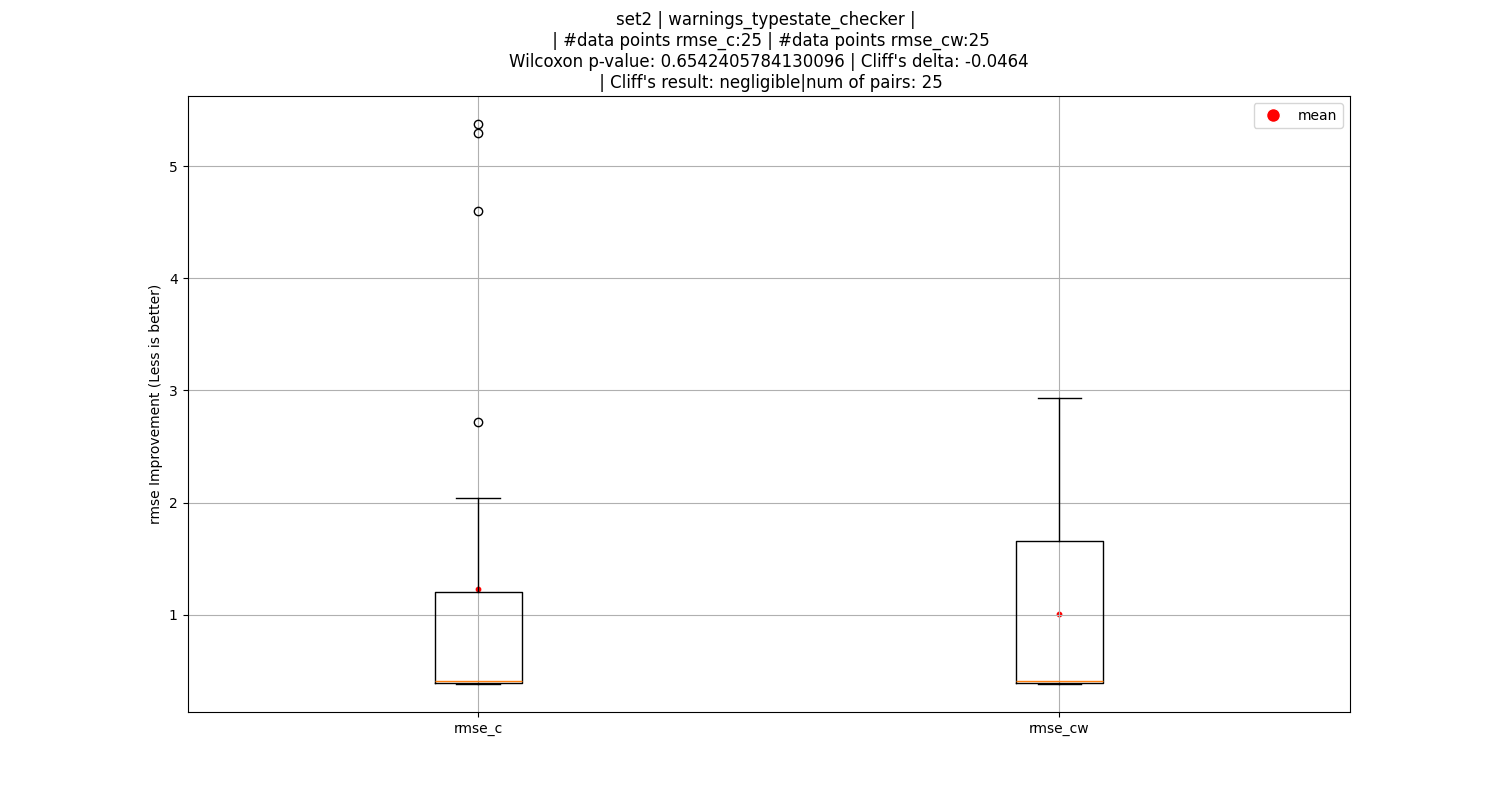 set2 | warnings_typestate_checker |
| #data points rmse_c:25 | #data points rmse_cw:25
Wilcoxon p-value: 0.6542405784130096 | Cliff's delta: -0.0464
| Cliff's result: negligible|num of pairs: 25
mean
5
4
3
2
1
rmse Improvement (Less is better)
rmse_c
rmse_cw